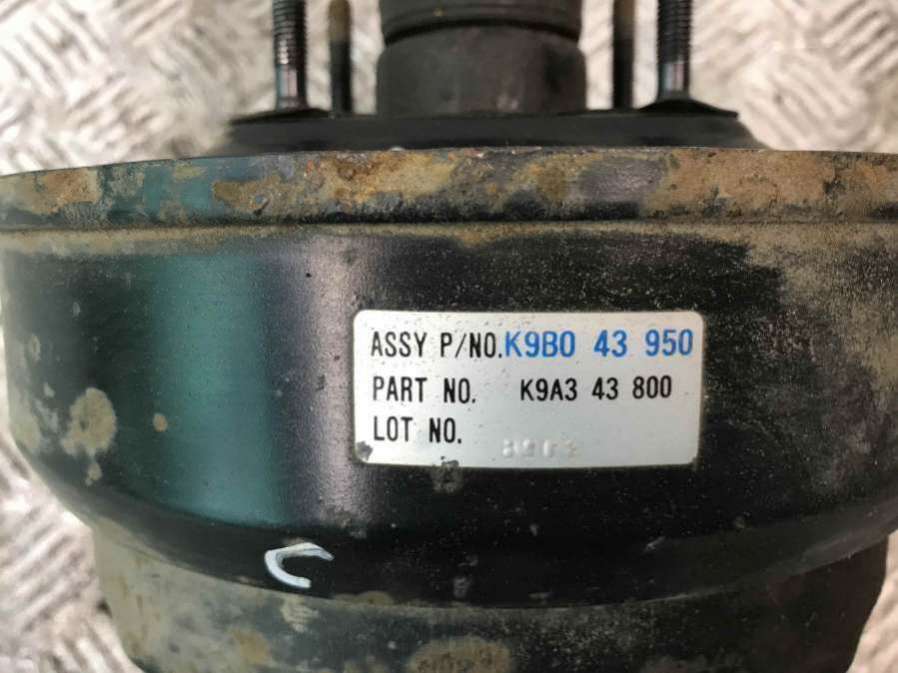 ASSY P/NO. K9B0 43 950
PART NO. K9A3 43 800
LOT NO.
C